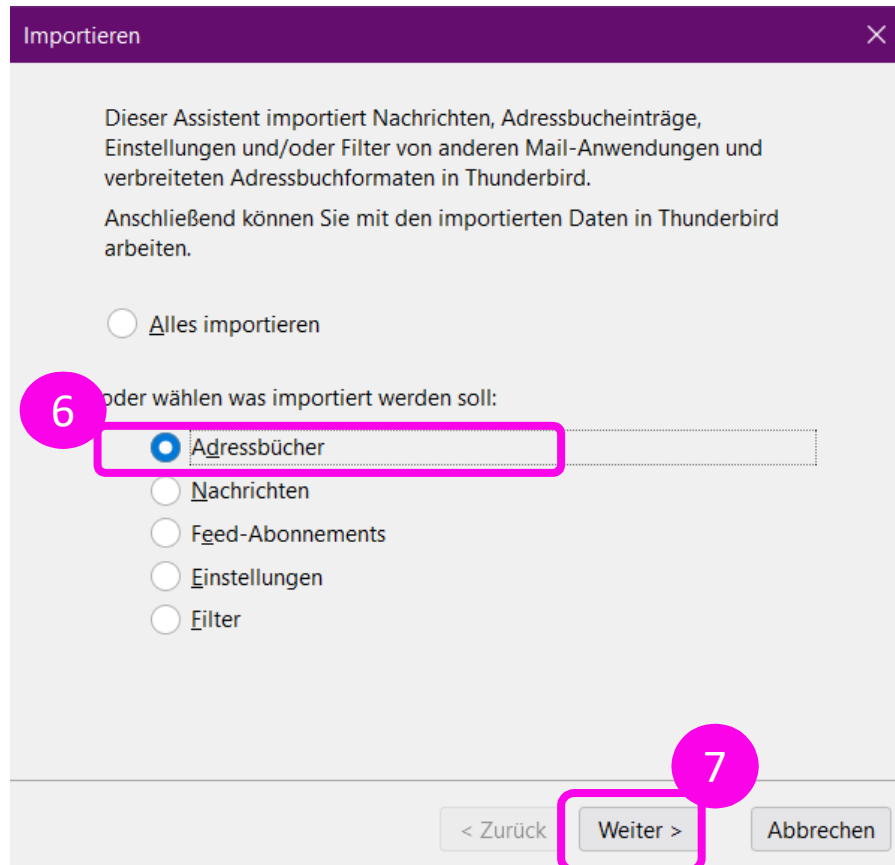 Importieren
Dieser Assistent importiert Nachrichten, Adressbucheinträge,
Einstellungen und/oder Filter von anderen Mail-Anwendungen und
verbreiteten Adressbuchformaten in Thunderbird.
Anschließend können Sie mit den importierten Daten in Thunderbird
arbeiten.
Alles importieren
6
oder wählen was importiert werden soll:
Adressbücher
Nachrichten
Feed-Abonnements
Einstellungen
Filter
7
< Zurück Weiter > Abbrechen